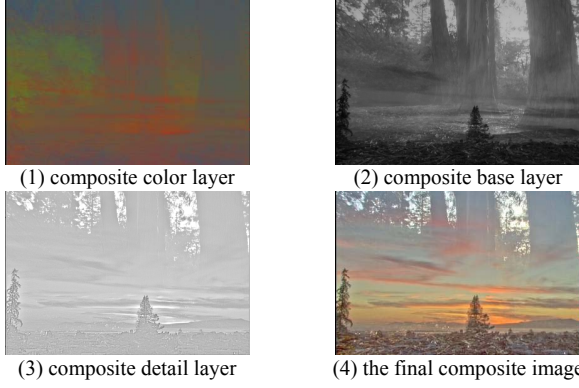 (1) composite color layer
(2) composite base layer
(3) composite detail layer
(4) the final composite image